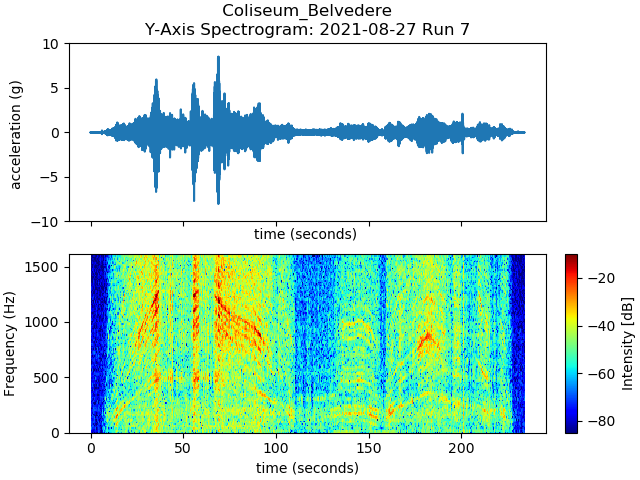 Coliseum_Belvedere
Y-Axis Spectrogram: 2021-08-27 Run 7
10
5
0
−5
−10
acceleration (g)
time (seconds)
1500
1000
500
0
Frequency (Hz)
0 50 100 150 200
time (seconds)
−20
−40
−60
−80
Intensity [dB]